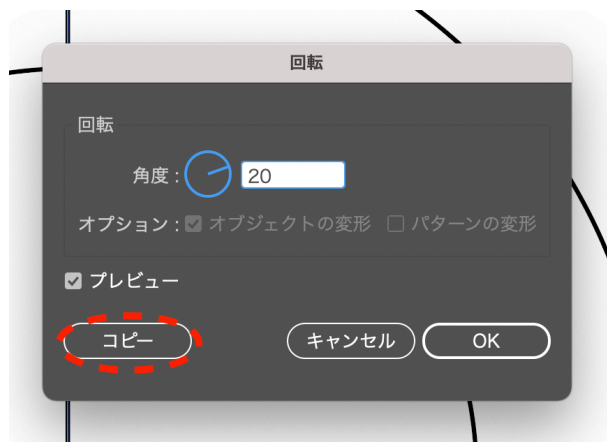 回転
回転
角度 : 20
オプション : オブジェクトの変形 パターンの変形
プレビュー
コピー キャンセル OK